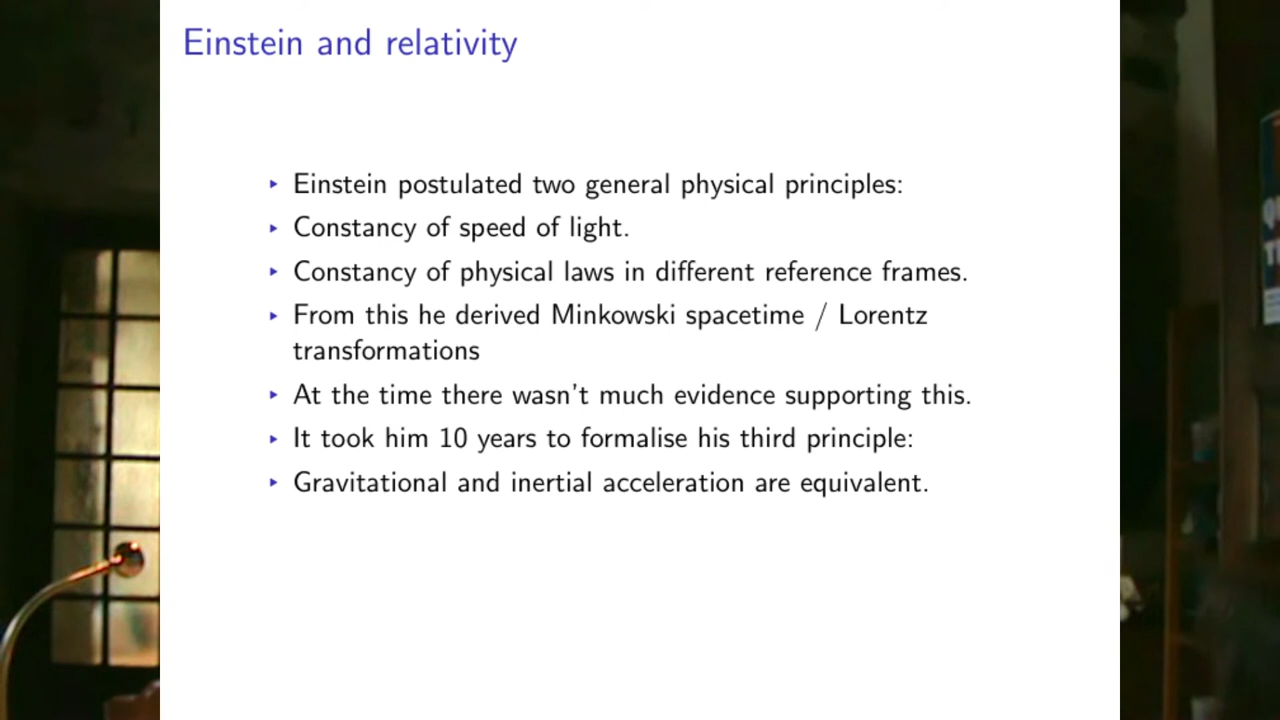 Einstein and relativity
▸ Einstein postulated two general physical principles:
▸ Constancy of speed of light.
▸ Constancy of physical laws in different reference frames.
▸ From this he derived Minkowski spacetime / Lorentz
transformations
▸ At the time there wasn't much evidence supporting this.
▸ It took him 10 years to formalise his third principle:
▸ Gravitational and inertial acceleration are equivalent.